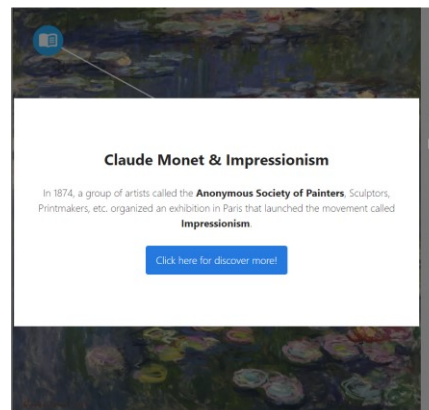 Claude Monet & Impressionism
In 1874, a group of artists called the Anonymous Society of Painters, Sculptors,
Printmakers, etc. organized an exhibition in Paris that launched the movement called
Impressionism.
Click here for discover more!